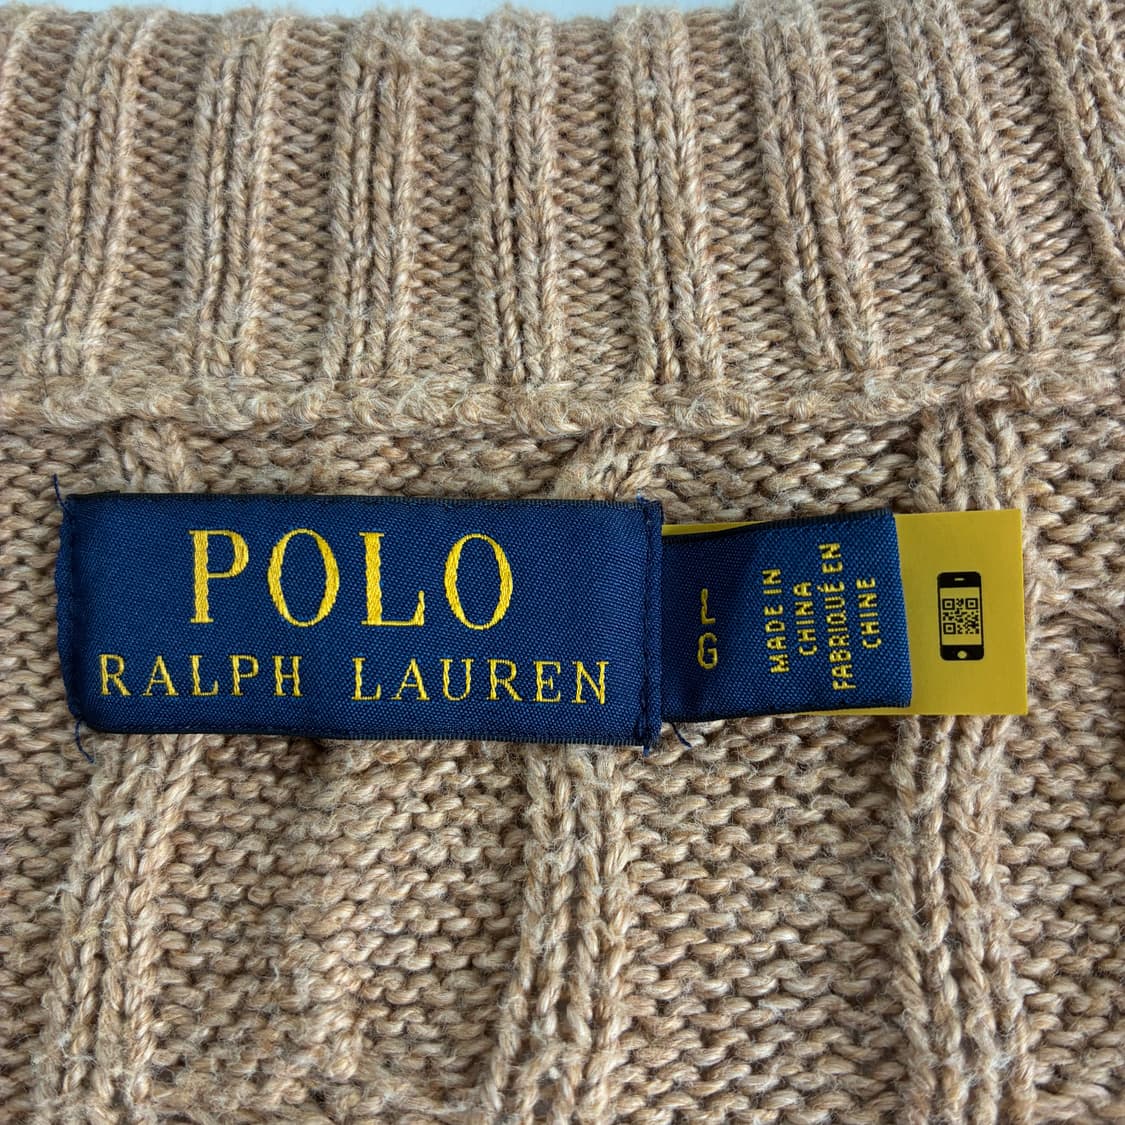 POLO
RALPH LAUREN
L
G
MADE IN
CHINA
FABRIQUÉ EN
CHINE